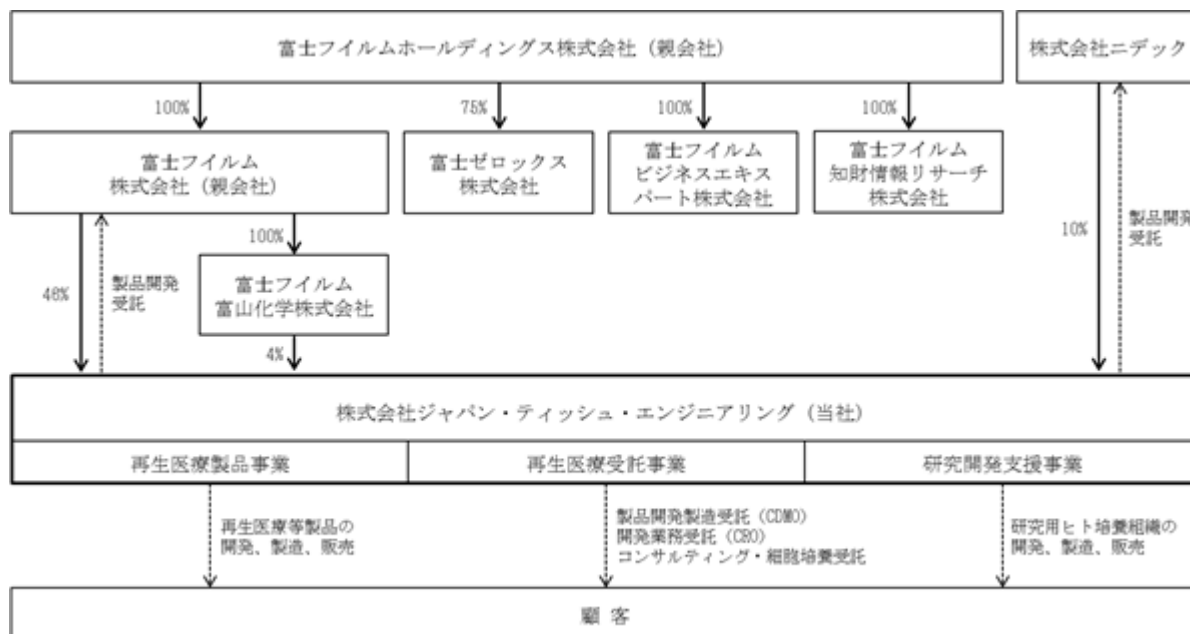 富士フイルムホールディングス株式会社（親会社）
株式会社ニデック
100%
75%
100%
100%
富士フイルム
株式会社（親会社）
富士ゼロックス
株式会社
富士フイルム
ビジネスエキス
パート株式会社
富士フイルム
知財情報リサーチ
株式会社
46%
製品開発
受託
100%
富士フイルム
富山化学株式会社
4%
10%
製品開発
受託
株式会社ジャパン・ティッシュ・エンジニアリング（当社）
再生医療製品事業
再生医療受託事業
研究開発支援事業
再生医療等製品の
開発、製造、販売
製品開発製造受託（CDMO）
開発業務受託（CRO）
コンサルティング・細胞培養受託
研究用ヒト培養組織の
開発、製造、販売
顧 客